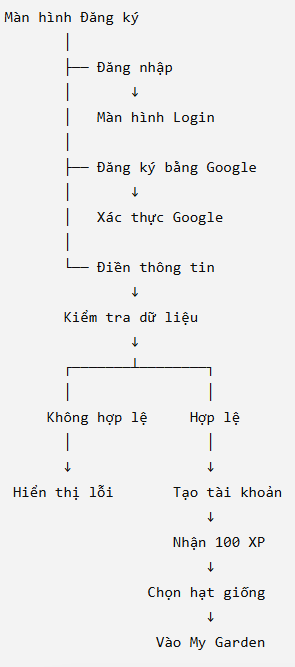 Màn hình Đăng ký
Đăng nhập
Màn hình Login
Đăng ký bằng Google
Xác thực Google
Điền thông tin
Kiểm tra dữ liệu
Không hợp lệ Hợp lệ
Hiển thị lỗi Tạo tài khoản
Nhận 100 XP
Chọn hạt giống
Vào My Garden